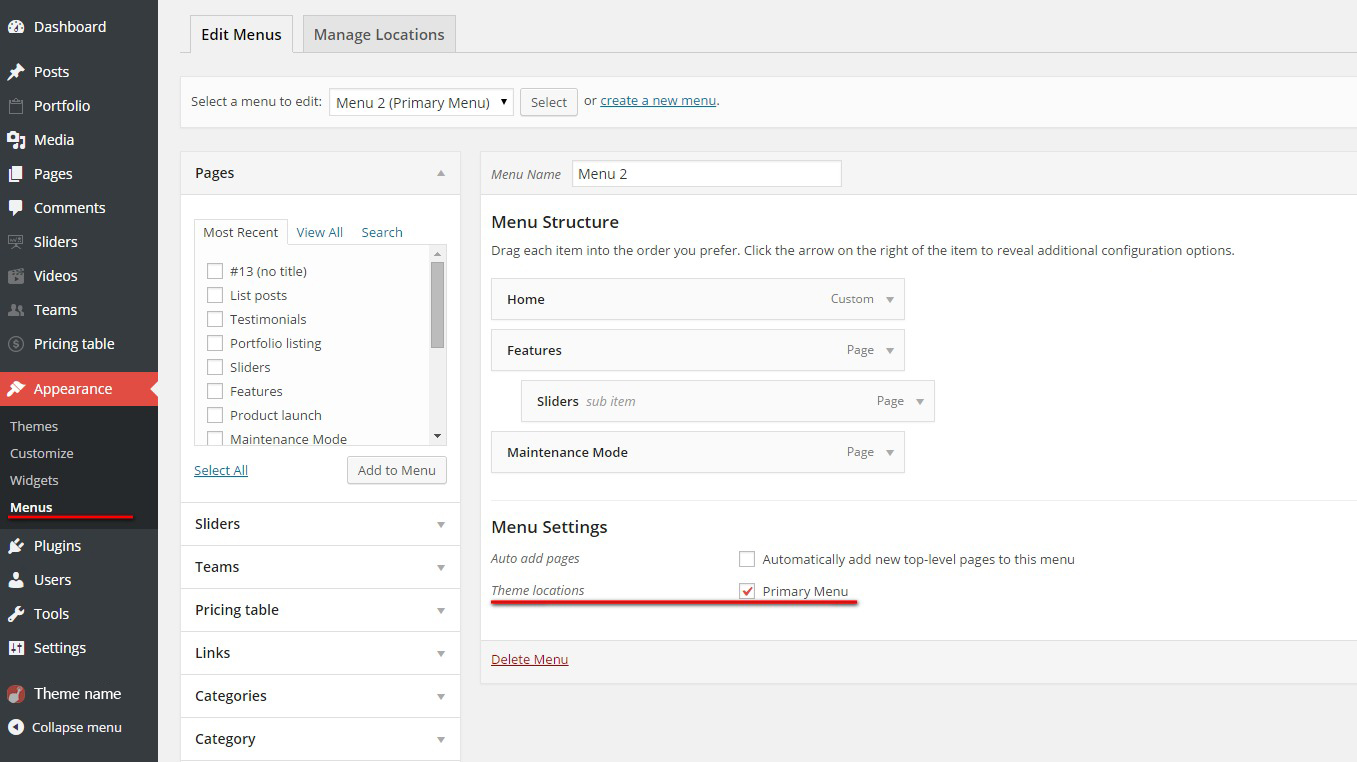 Dashboard
Posts
Portfolio
Media
Pages
Comments
Sliders
Videos
Teams
Pricing table
Appearance
Themes
Customize
Widgets
Menus
Plugins
Users
Tools
Settings
Theme name
Collapse menu
Edit Menus
Manage Locations
Select a menu to edit: Menu 2 (Primary Menu) Select or create a new menu.
Pages
Most Recent View All Search
#13 (no title)
List posts
Testimonials
Portfolio listing
Sliders
Features
Product launch
Maintenance Mode
Select All Add to Menu
Sliders
Teams
Pricing table
Links
Categories
Category
Menu Name Menu 2
Menu Structure
Drag each item into the order you prefer. Click the arrow on the right of the item to reveal additional configuration options.
Home Custom
Features Page
Sliders sub item Page
Maintenance Mode Page
Menu Settings
Auto add pages Automatically add new top-level pages to this menu
Theme locations Primary Menu
Delete Menu